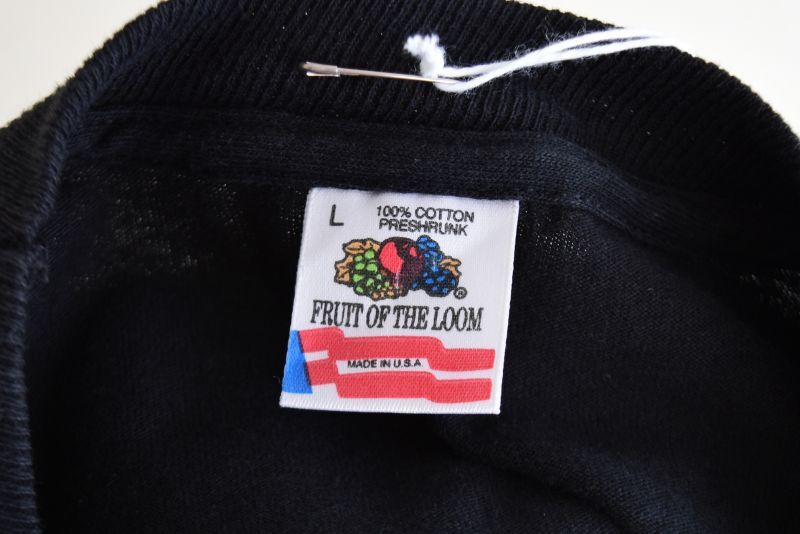 L
100% COTTON
PRESHRUNK
®
FRUIT OF THE LOOM
MADE IN U.S.A